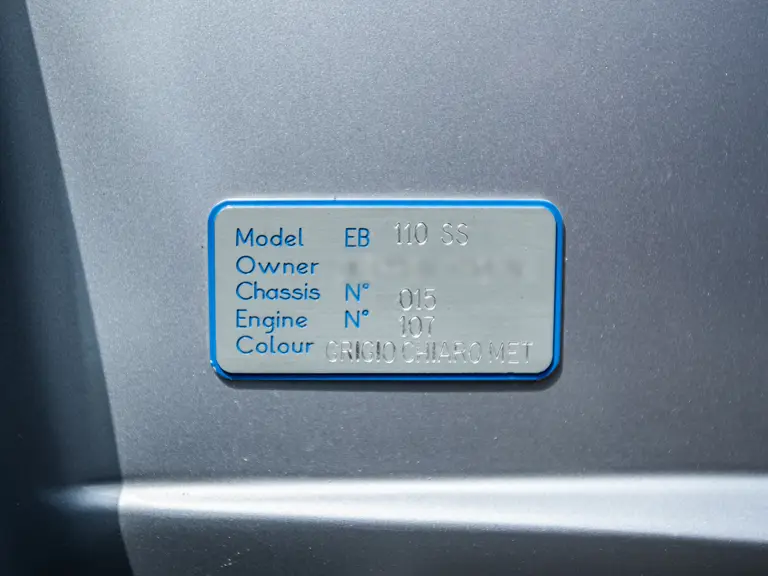 Model EB 110 SS
Owner
Chassis N° 015
Engine N° 107
Colour GRIGIO CHIARO MET